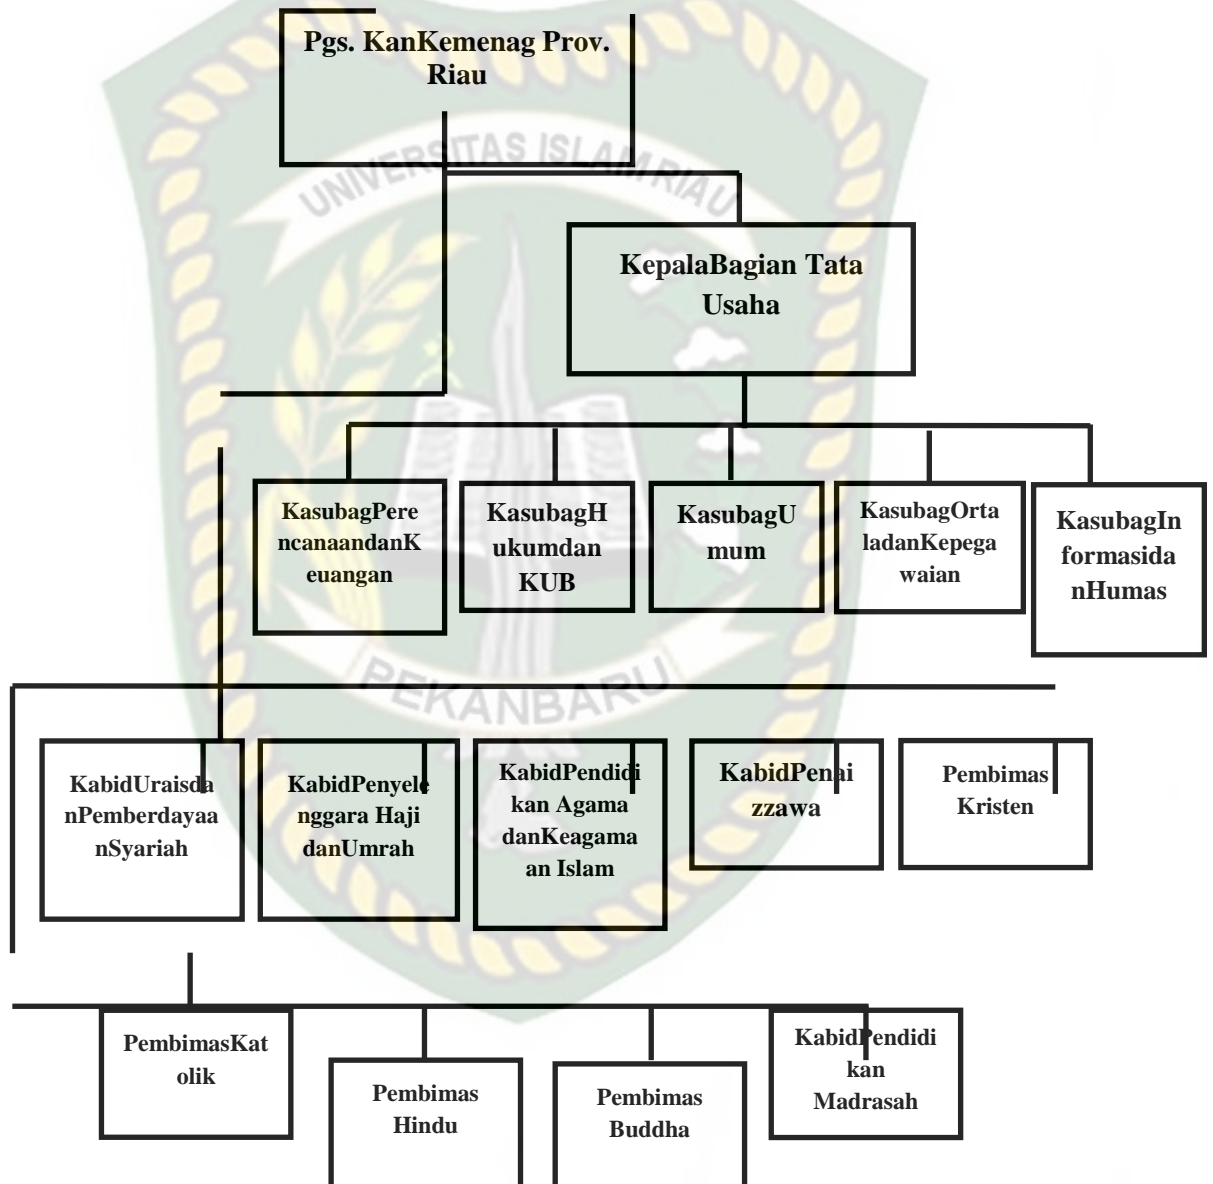 Pgs. KanKemenag Prov.
Riau
UNIVERSITAS ISLAM RIAU
KepalaBagian Tata
Usaha
KasubagPere
ncanaandanK
euangan
KasubagH
ukumdan
KUB
KasubagU
mum
KasubagOrta
ladanKepega
waian
KasubagIn
formasida
nHumas
PEKANBARU
KabidUraisda
nPemberdayaa
nSyariah
KabidPenyele
nggara Haji
danUmrah
KabidPendidi
kan Agama
danKeagama
an Islam
KabidPenai
zzawa
Pembimas
Kristen
PembimasKat
olik
Pembimas
Hindu
Pembimas
Buddha
KabidPendidi
kan
Madrasah